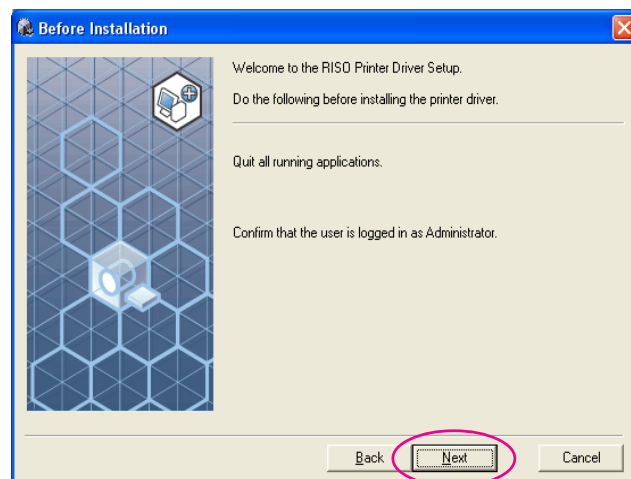 Before Installation
Welcome to the RISO Printer Driver Setup.
Do the following before installing the printer driver.
Quit all running applications.
Confirm that the user is logged in as Administrator.
Back Next Cancel